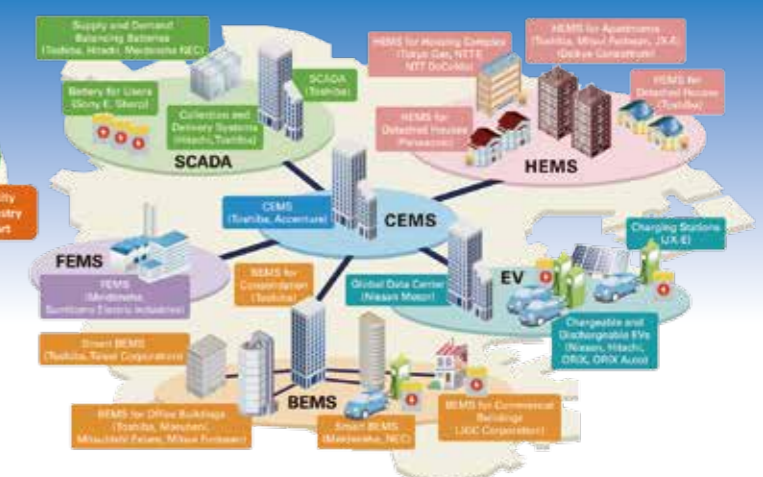 Supply and Demand
Balancing Batteries
(Toshiba, Hitachi, Meidensha NEC)
SCADA
(Toshiba)
Battery for Users
(Sony E, Sharp)
Collection and
Delivery Systems
(Hitachi, Toshiba)
SCADA
HEMS for Housing Complex
(Tokyo Gas, NTT E
NTT DoCoMo)
HEMS for Apartments
(Toshiba, Mitsui Fudosan, JX-E)
HEMS for
Detached Houses
(Toshiba)
HEMS for
Detached Houses
(Panasonic)
HEMS
CEMS
(Toshiba, Accenture)
CEMS
FEMS
FEMS
(Meidensha,
Sumitomo Electric Industries)
BEMS for
Consolidation
(Toshiba)
Global Data Center
(Nissan Motor)
EV
Charging Stations
(JX-E)
Chargeable and
Dischargeable EVs
(Nissan, Hitachi,
ORIX, ORIX Auto)
Smart BEMS
(Toshiba, Taisei Corporation)
BEMS for Office Buildings
(Toshiba, Marubeni,
Mitsubishi Estate, Mitsui Fudosan)
BEMS
Smart BEMS
(Meidensha, NEC)
BEMS for Commercial
Buildings
(JGC Corporation)